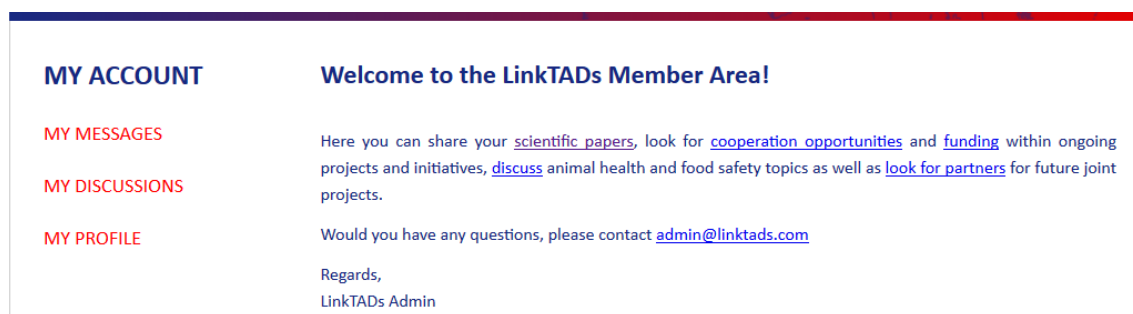 MY ACCOUNT
MY MESSAGES
MY DISCUSSIONS
MY PROFILE
Welcome to the LinkTADs Member Area!
Here you can share your scientific papers, look for cooperation opportunities and funding within ongoing
projects and initiatives, discuss animal health and food safety topics as well as look for partners for future joint
projects.
Would you have any questions, please contact admin@linktads.com
Regards,
LinkTADs Admin